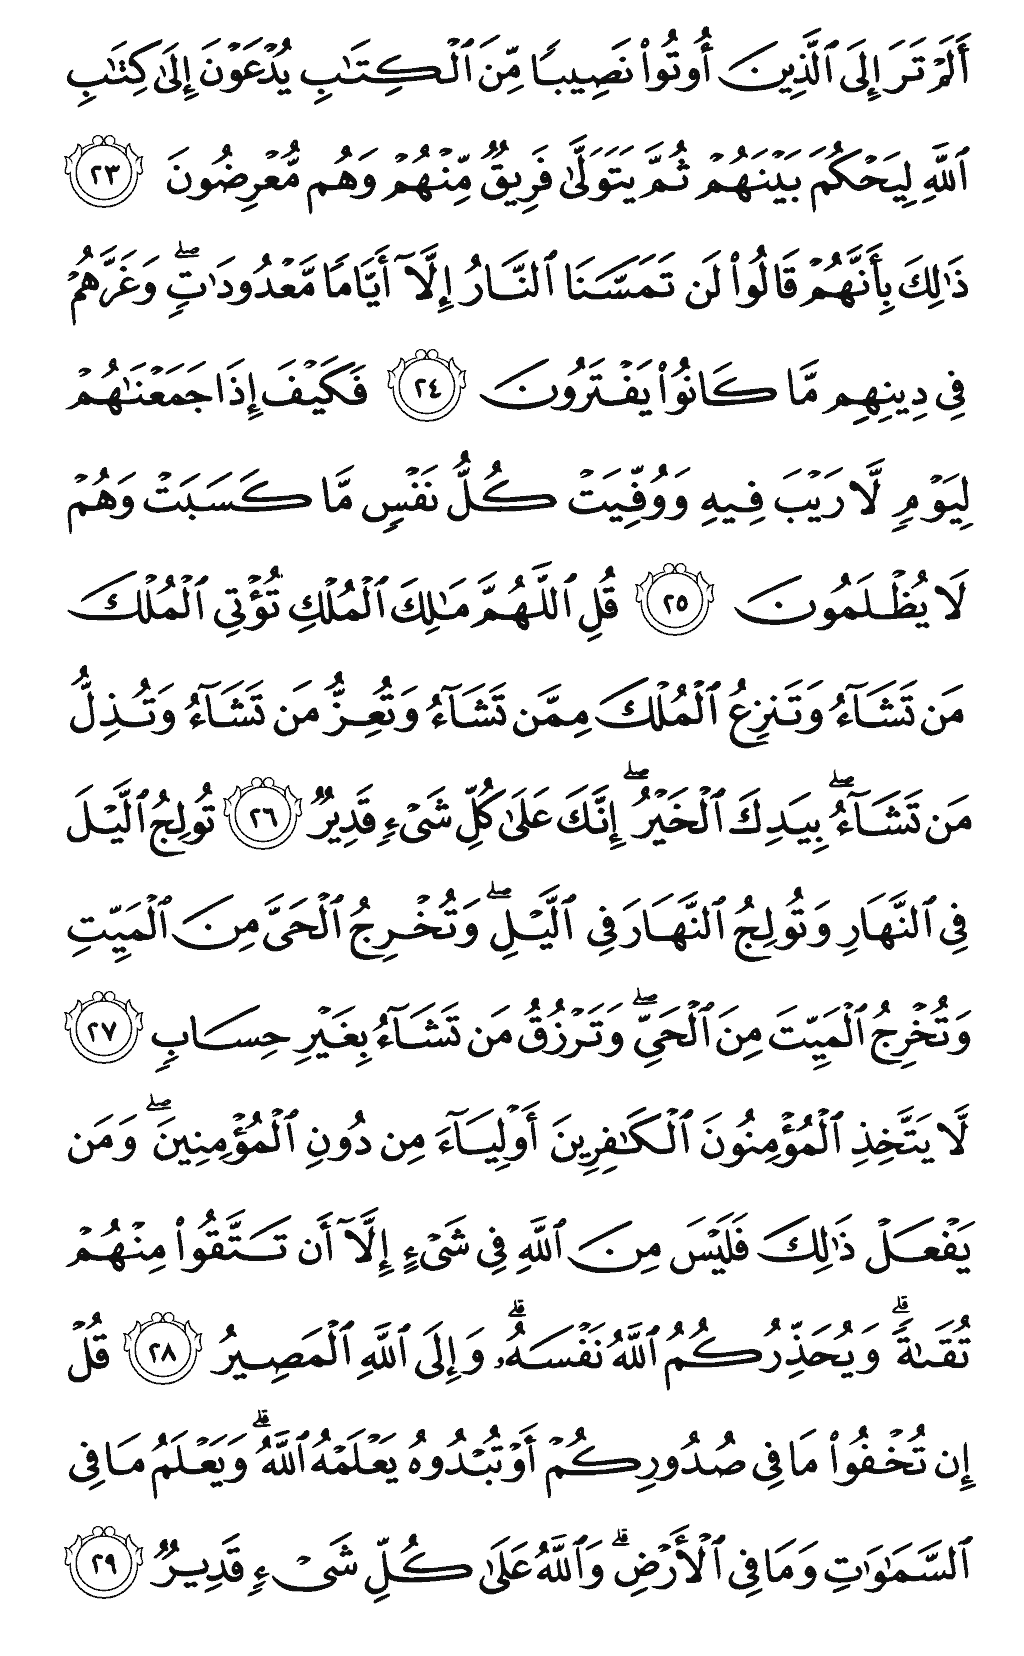 أَلَمْ تَرَ إِلَى ٱلَّذِينَ أُوتُوا۟ نَصِيبًا مِّنَ ٱلْكِتَٰبِ يُدْعَوْنَ إِلَىٰ كِتَٰبِ
ٱللَّهِ لِيَحْكُمَ بَيْنَهُمْ ثُمَّ يَتَوَلَّىٰ فَرِيقٌ مِّنْهُمْ وَهُم مُّعْرِضُونَ ٢٣
ذَٰلِكَ بِأَنَّهُمْ قَالُوا۟ لَن تَمَسَّنَا ٱلنَّارُ إِلَّآ أَيَّامًا مَّعْدُودَٰتٍ ۖ وَغَرَّهُمْ
فِى دِينِهِم مَّا كَانُوا۟ يَفْتَرُونَ ٢٤ فَكَيْفَ إِذَا جَمَعْنَٰهُمْ
لِيَوْمٍ لَّا رَيْبَ فِيهِ وَوُفِّيَتْ كُلُّ نَفْسٍ مَّا كَسَبَتْ وَهُمْ
لَا يُظْلَمُونَ ٢٥ قُلِ ٱللَّهُمَّ مَٰلِكَ ٱلْمُلْكِ تُؤْتِى ٱلْمُلْكَ
مَن تَشَآءُ وَتَنزِعُ ٱلْمُلْكَ مِمَّن تَشَآءُ وَتُعِزُّ مَن تَشَآءُ وَتُذِلُّ
مَن تَشَآءُ ۖ بِيَدِكَ ٱلْخَيْرُ ۖ إِنَّكَ عَلَىٰ كُلِّ شَىْءٍ قَدِيرٌ ٢٦ تُولِجُ ٱلَّيْلَ
فِى ٱلنَّهَارِ وَتُولِجُ ٱلنَّهَارَ فِى ٱلَّيْلِ ۖ وَتُخْرِجُ ٱلْحَىَّ مِنَ ٱلْمَيِّتِ
وَتُخْرِجُ ٱلْمَيِّتَ مِنَ ٱلْحَىِّ ۖ وَتَرْزُقُ مَن تَشَآءُ بِغَيْرِ حِسَابٍ ٢٧
لَّا يَتَّخِذِ ٱلْمُؤْمِنُونَ ٱلْكَٰفِرِينَ أَوْلِيَآءَ مِن دُونِ ٱلْمُؤْمِنِينَ ۖ وَمَن
يَفْعَلْ ذَٰلِكَ فَلَيْسَ مِنَ ٱللَّهِ فِى شَىْءٍ إِلَّآ أَن تَتَّقُوا۟ مِنْهُمْ
تُقَىٰةً ۗ وَيُحَذِّرُكُمُ ٱللَّهُ نَفْسَهُۥ ۗ وَإِلَى ٱللَّهِ ٱلْمَصِيرُ ٢٨ قُلْ
إِن تُخْفُوا۟ مَا فِى صُدُورِكُمْ أَوْ تُبْدُوهُ يَعْلَمْهُ ٱللَّهُ ۗ وَيَعْلَمُ مَا فِى
ٱلسَّمَٰوَٰتِ وَمَا فِى ٱلْأَرْضِ ۗ وَٱللَّهُ عَلَىٰ كُلِّ شَىْءٍ قَدِيرٌ ٢٩